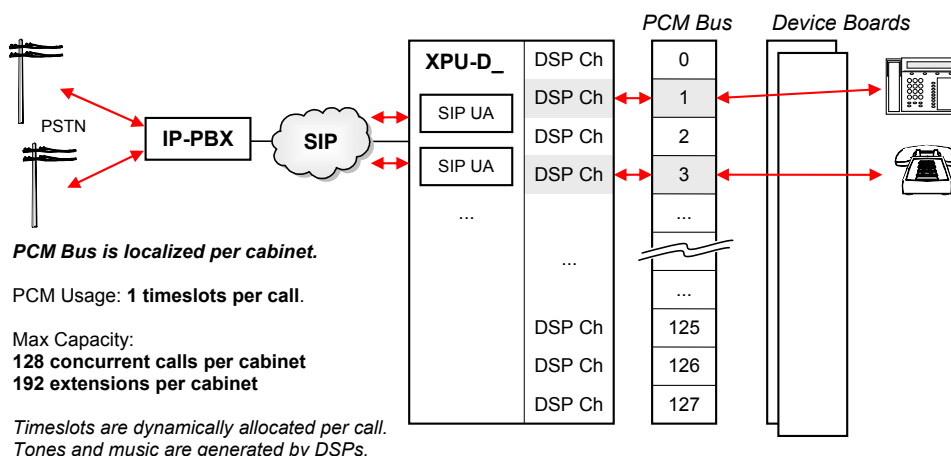 PCM Bus
Device Boards
XPU-D_
DSP Ch
0
DSP Ch
1
SIP UA
PSTN
IP-PBX
SIP
DSP Ch
2
SIP UA
DSP Ch
3
...
...
PCM Bus is localized per cabinet.
...
PCM Usage: 1 timeslots per call.
...
DSP Ch
125
Max Capacity:
128 concurrent calls per cabinet
DSP Ch
126
192 extensions per cabinet
DSP Ch
127
Timeslots are dynamically allocated per call.
Tones and music are generated by DSPs.